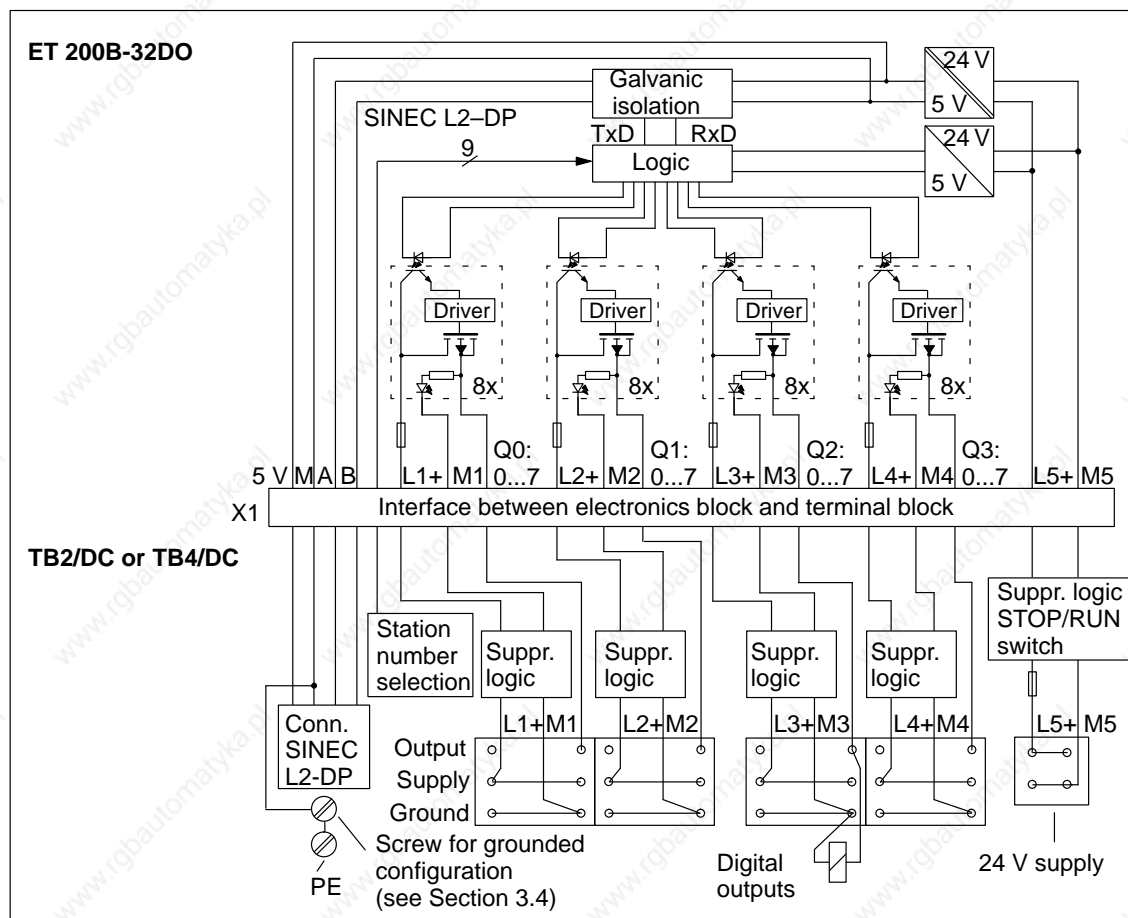 ET 200B-32DO
24 V
5 V
Galvanic
isolation
SINEC L2–DP
TxD RxD
9
Logic
24 V
5 V
Driver Driver Driver Driver
8x 8x 8x 8x
Q0: Q1: Q2: Q3:
5 V M A B L1+ M1 0...7 L2+ M2 0...7 L3+ M3 0...7 L4+ M4 0...7 L5+ M5
X1 Interface between electronics block and terminal block
TB2/DC or TB4/DC
Suppr. logic
STOP/RUN
switch
Station
number
selection
Suppr.
logic
Suppr.
logic
Suppr.
logic
Suppr.
logic
Conn.
SINEC
L2-DP
L1+ M1 L2+ M2 L3+ M3 L4+ M4 L5+ M5
Output
Supply
Ground
Screw for grounded
configuration
(see Section 3.4)
PE
Digital
outputs
24 V supply
www.rgbautomatyka.pl